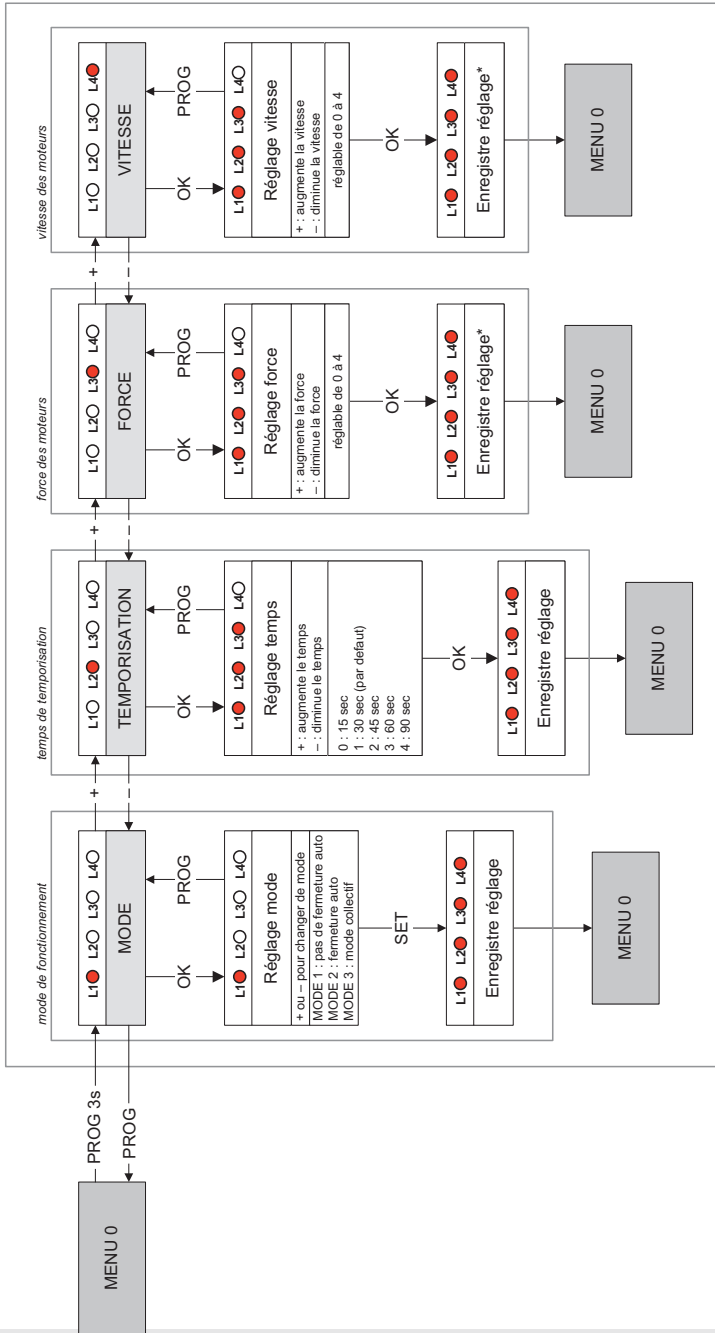 MENU 0
PROG 3s
PROG
mode de fonctionnement
L1 L2 L3 L4
MODE
OK
PROG
L1 L2 L3 L4
Réglage mode
+ ou – pour changer de mode
MODE 1 : pas de fermeture auto
MODE 2 : fermeture auto
MODE 3 : mode collectif
SET
L1 L2 L3 L4
Enregistre réglage
MENU 0
+
–
temps de temporisation
L1 L2 L3 L4
TEMPORISATION
OK
PROG
L1 L2 L3 L4
Réglage temps
+ : augmente le temps
– : diminue le temps
0 : 15 sec
1 : 30 sec (par defaut)
2 : 45 sec
3 : 60 sec
4 : 90 sec
OK
L1 L2 L3 L4
Enregistre réglage
MENU 0
+
–
force des moteurs
L1 L2 L3 L4
FORCE
OK
PROG
L1 L2 L3 L4
Réglage force
+ : augmente la force
– : diminue la force
réglable de 0 à 4
OK
L1 L2 L3 L4
Enregistre réglage*
MENU 0
+
–
vitesse des moteurs
L1 L2 L3 L4
VITESSE
OK
PROG
L1 L2 L3 L4
Réglage vitesse
+ : augmente la vitesse
– : diminue la vitesse
réglable de 0 à 4
OK
L1 L2 L3 L4
Enregistre réglage*
MENU 0